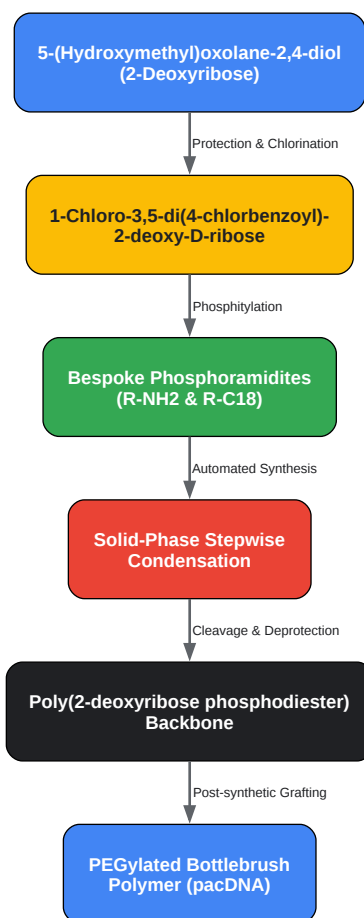 5-(Hydroxymethyl)oxolane-2,4-diol
(2-Deoxyribose)
Protection & Chlorination
1-Chloro-3,5-di(4-chlorbenzoyl)-
2-deoxy-D-ribose
Phosphitylation
Bespoke Phosphoramidites
(R-NH2 & R-C18)
Automated Synthesis
Solid-Phase Stepwise
Condensation
Cleavage & Deprotection
Poly(2-deoxyribose phosphodiester)
Backbone
Post-synthetic Grafting
PEGylated Bottlebrush
Polymer (pacDNA)